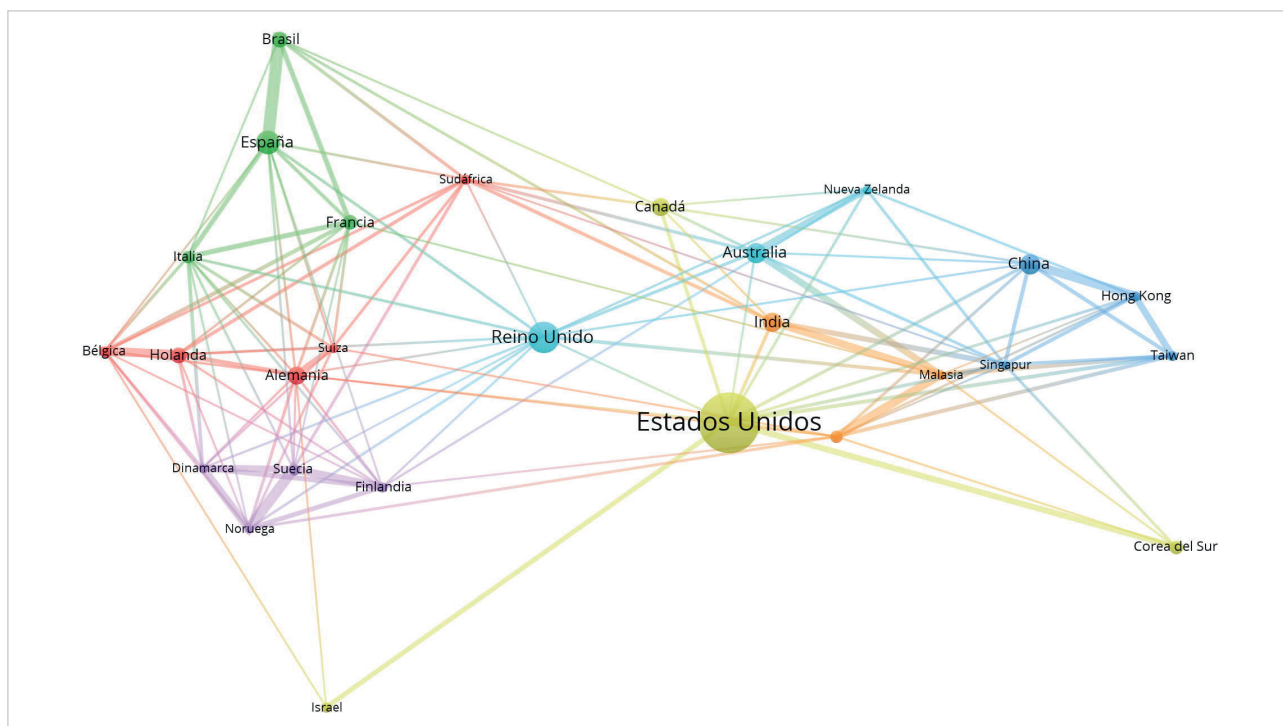 Brasil
España
Sudáfrica
Nueva Zelanda
Canadá
Francia
Australia
Italia
China
Hong Kong
India
Reino Unido
Suiza
Bélgica
Holanda
Taiwan
Singapur
Alemania
Malasia
Estados Unidos
Dinamarca
Suecia
Finlandia
Noruega
Corea del Sur
Israel